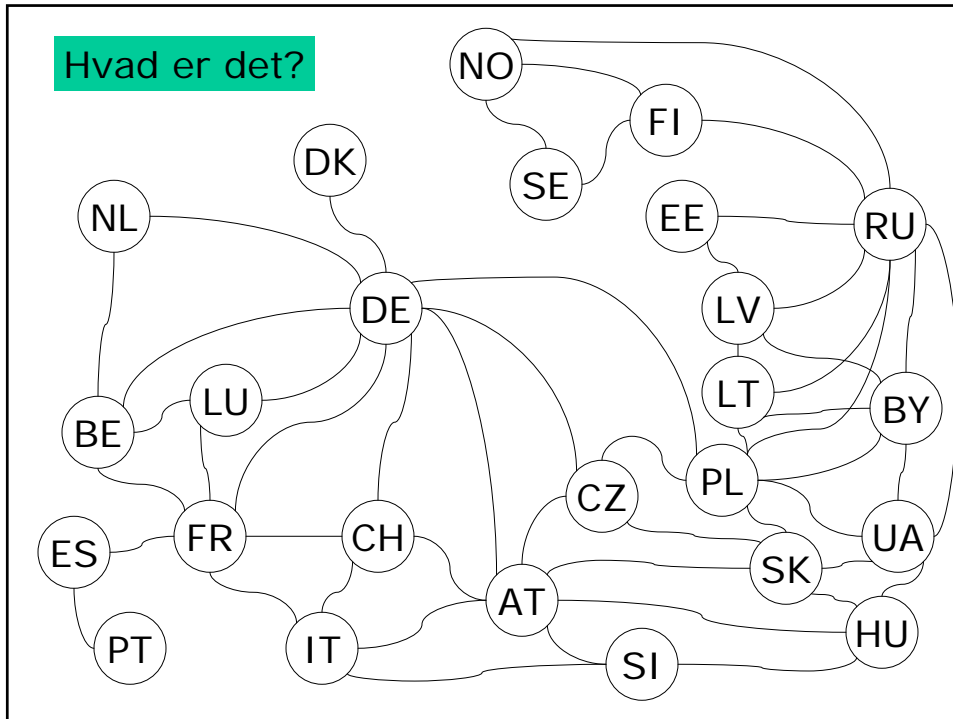 Hvad er det?
NO
FI
DK
SE
NL
EE
RU
DE
LV
LT
LU
BY
BE
PL
CZ
ES
FR
CH
UA
SK
AT
PT
IT
HU
SI